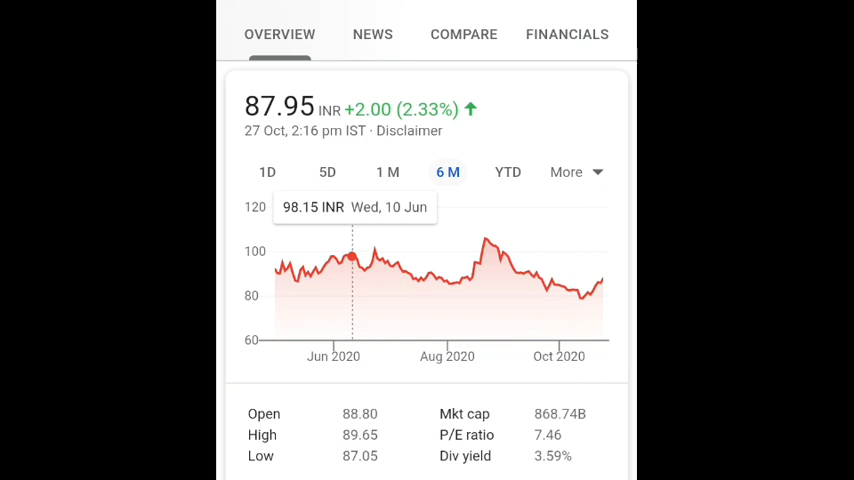 OVERVIEW NEWS COMPARE FINANCIALS
87.95 INR +2.00 (2.33%) ↑
27 Oct, 2:16 pm IST · Disclaimer
1D 5D 1 M 6 M YTD More
120 98.15 INR Wed, 10 Jun
100
80
60
Jun 2020 Aug 2020 Oct 2020
Open 88.80 Mkt cap 868.74B
High 89.65 P/E ratio 7.46
Low 87.05 Div yield 3.59%